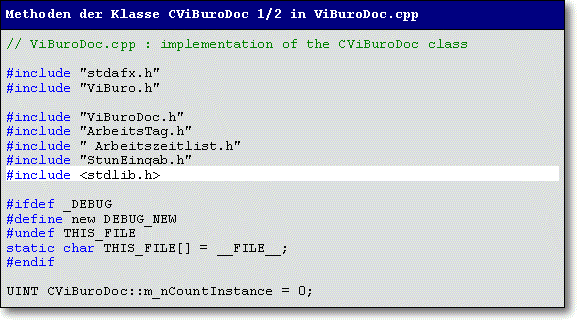 Methoden der Klasse CViBuroDoc 1/2 in ViBuroDoc.cpp
// ViBuroDoc.cpp : implementation of the CViBuroDoc class
#include "stdafx.h"
#include "ViBuro.h"
#include "ViBuroDoc.h"
#include "ArbeitsTag.h"
#include " Arbeitszeitlist.h"
#include "StunEingab.h"
#include <stdlib.h>
#ifdef _DEBUG
#define new DEBUG_NEW
#undef THIS_FILE
static char THIS_FILE[] = __FILE__;
#endif
UINT CViBuroDoc::m_nCountInstance = 0;